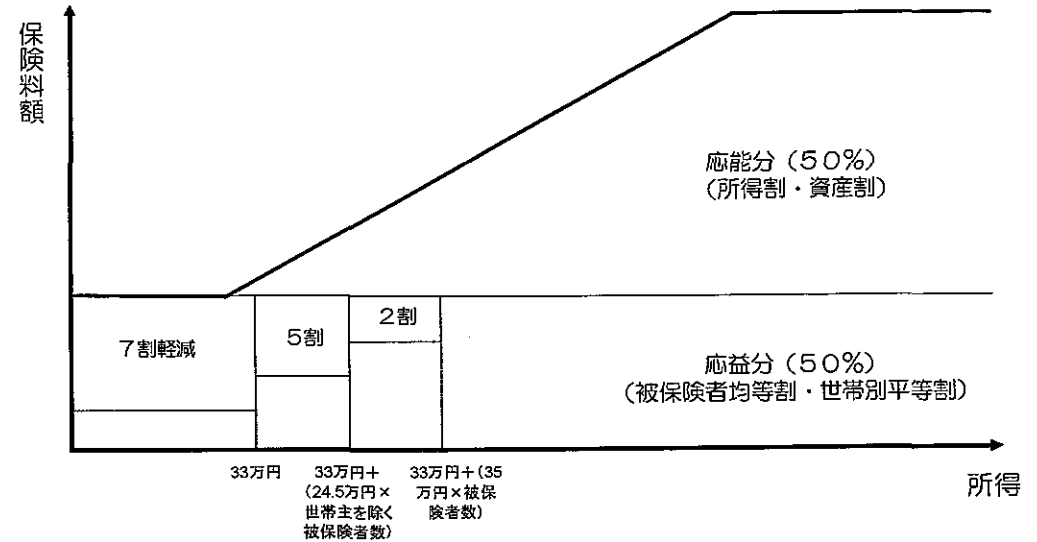 保険料額
応能分（５０％）
（所得割・資産割）
７割軽減
５割
２割
応益分（５０％）
（被保険者均等割・世帯別平等割）
33万円
33万円＋
（24.5万円×
世帯主を除く
被保険者数）
33万円＋（35
万円×被保
険者数）
所得